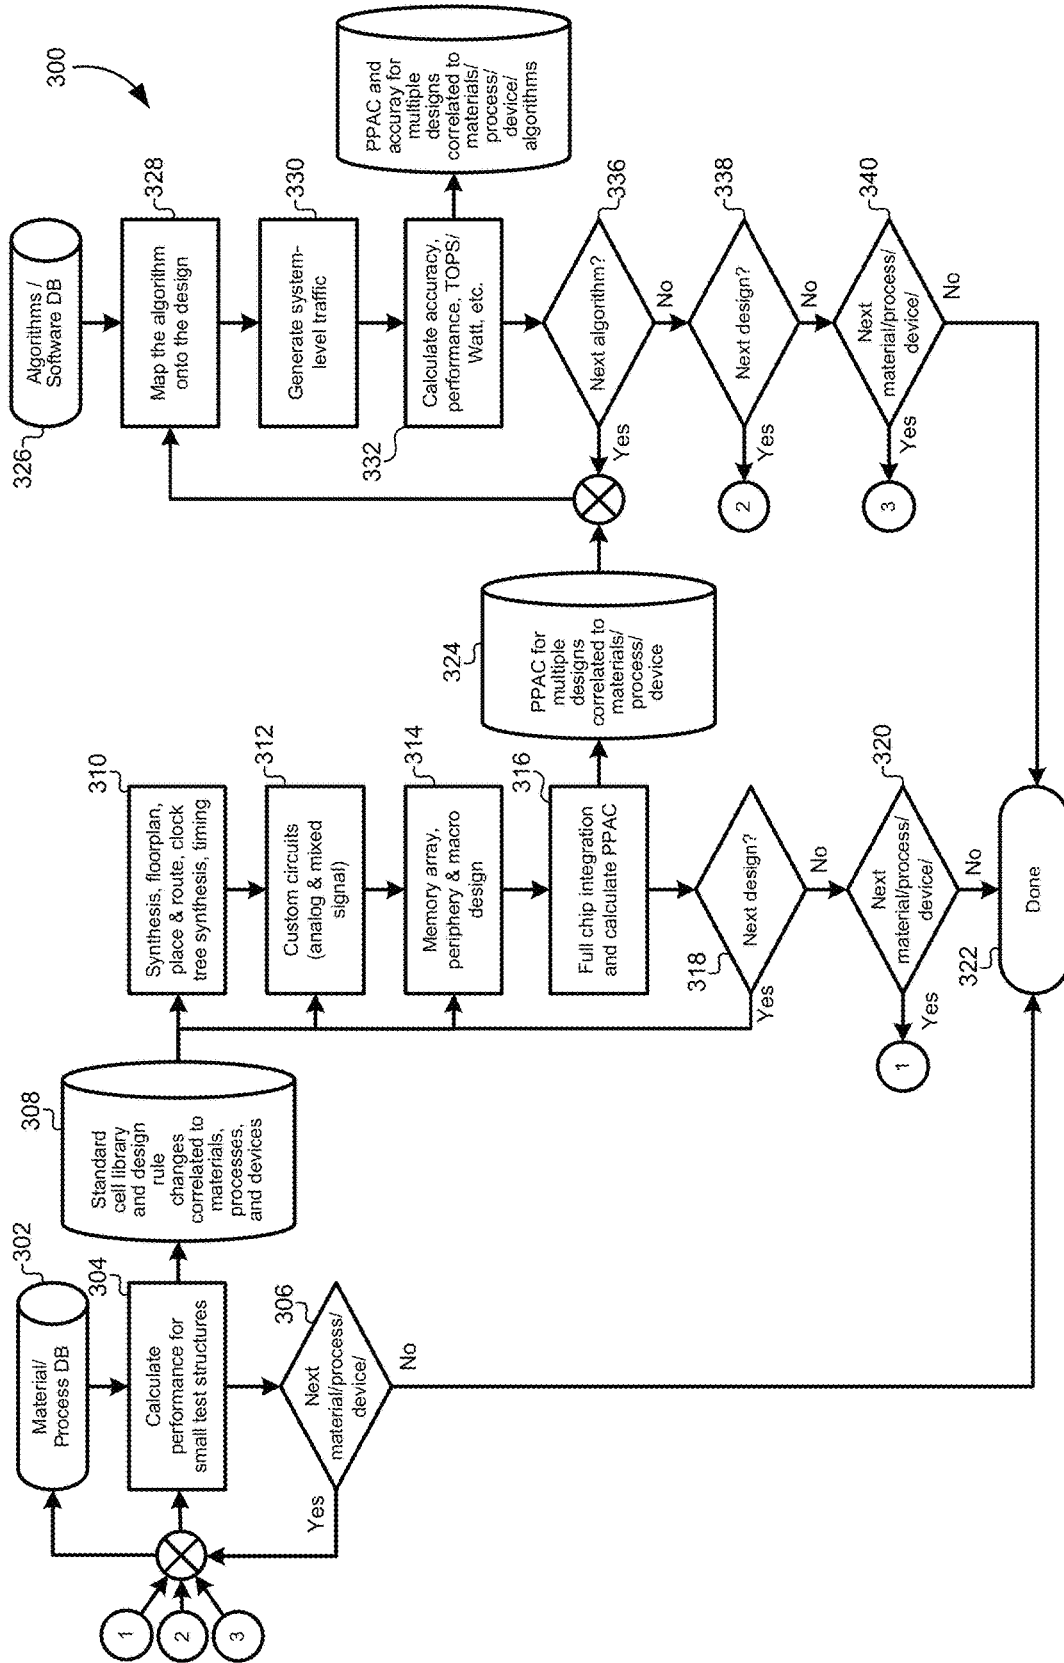 300
1
2
3
302
Material/
Process DB
304
Calculate
performance for
small test structures
306
Next
material/process/
device/
Yes
No
308
Standard
cell library
and design
rule
changes
correlated to
materials,
processes,
and devices
310
Synthesis, floorplan,
place & route, clock
tree synthesis, timing
312
Custom circuits
(analog & mixed
signal)
314
Memory array,
periphery & macro
design
316
Full chip integration
and calculate PPAC
318
Next design?
Yes
No
320
Next
material/process/
device/
Yes
No
1
322
Done
324
PPAC for
multiple
designs
correlated to
materials/
process/
device
326
Algorithms /
Software DB
328
Map the algorithm
onto the design
330
Generate system-
level traffic
332
Calculate accuracy,
performance, TOPS/
Watt, etc.
PPAC and
accuray for
multiple
designs
correlated to
materials/
process/
device/
algorithms
336
Next algorithm?
Yes
No
338
Next design?
Yes
No
2
340
Next
material/process/
device/
Yes
No
3